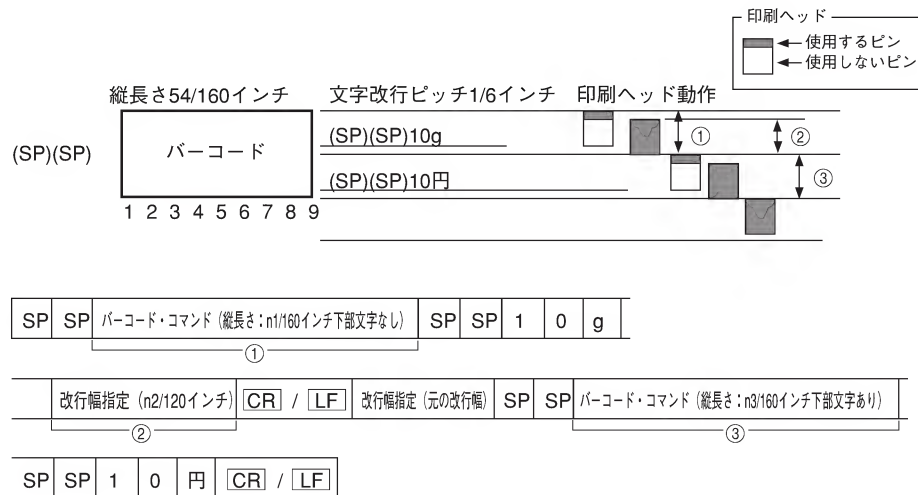 印刷ヘッド
使用するピン
使用しないピン
縦長さ54/160インチ 文字改行ピッチ1/6インチ 印刷ヘッド動作
(SP)(SP) バーコード (SP)(SP)10g ① ②
(SP)(SP)10円 ③
1 2 3 4 5 6 7 8 9
SP SP バーコード・コマンド（縦長さ：n1/160インチ下部文字なし） SP SP 1 0 g
①
改行幅指定（n2/120インチ） CR / LF 改行幅指定（元の改行幅） SP SP バーコード・コマンド（縦長さ：n3/160インチ下部文字あり）
② ③
SP SP 1 0 円 CR / LF